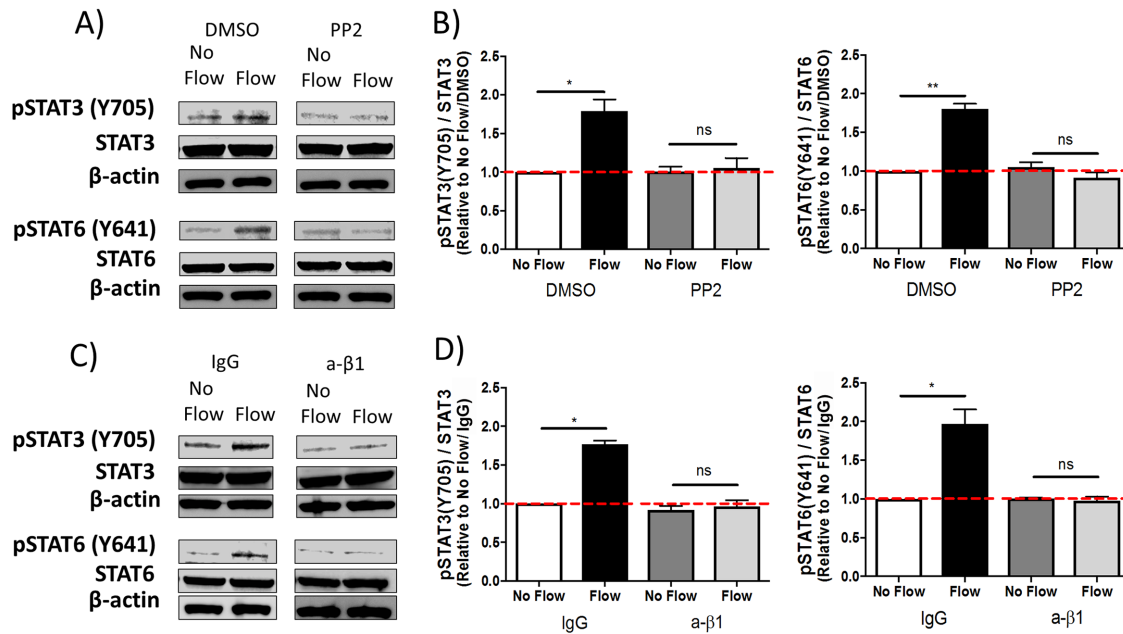 A)
DMSO PP2
No Flow No Flow
Flow Flow
pSTAT3 (Y705)
STAT3
β-actin
pSTAT6 (Y641)
STAT6
β-actin
B)
pSTAT3(Y705) / STAT3
(Relative to No Flow/DMSO)
2.5
2.0
1.5
1.0
0.5
0.0
*
ns
No Flow Flow No Flow Flow
DMSO PP2
pSTAT6(Y641) / STAT6
(Relative to No Flow/DMSO)
2.5
2.0
1.5
1.0
0.5
0.0
**
ns
No Flow Flow No Flow Flow
DMSO PP2
C)
IgG a-β1
No Flow No Flow
Flow Flow
pSTAT3 (Y705)
STAT3
β-actin
pSTAT6 (Y641)
STAT6
β-actin
D)
pSTAT3(Y705) / STAT3
(Relative to No Flow/IgG)
2.5
2.0
1.5
1.0
0.5
0.0
*
ns
No Flow Flow No Flow Flow
IgG a-β1
pSTAT6(Y641) / STAT6
(Relative to No Flow/IgG)
2.5
2.0
1.5
1.0
0.5
0.0
*
ns
No Flow Flow No Flow Flow
IgG a-β1